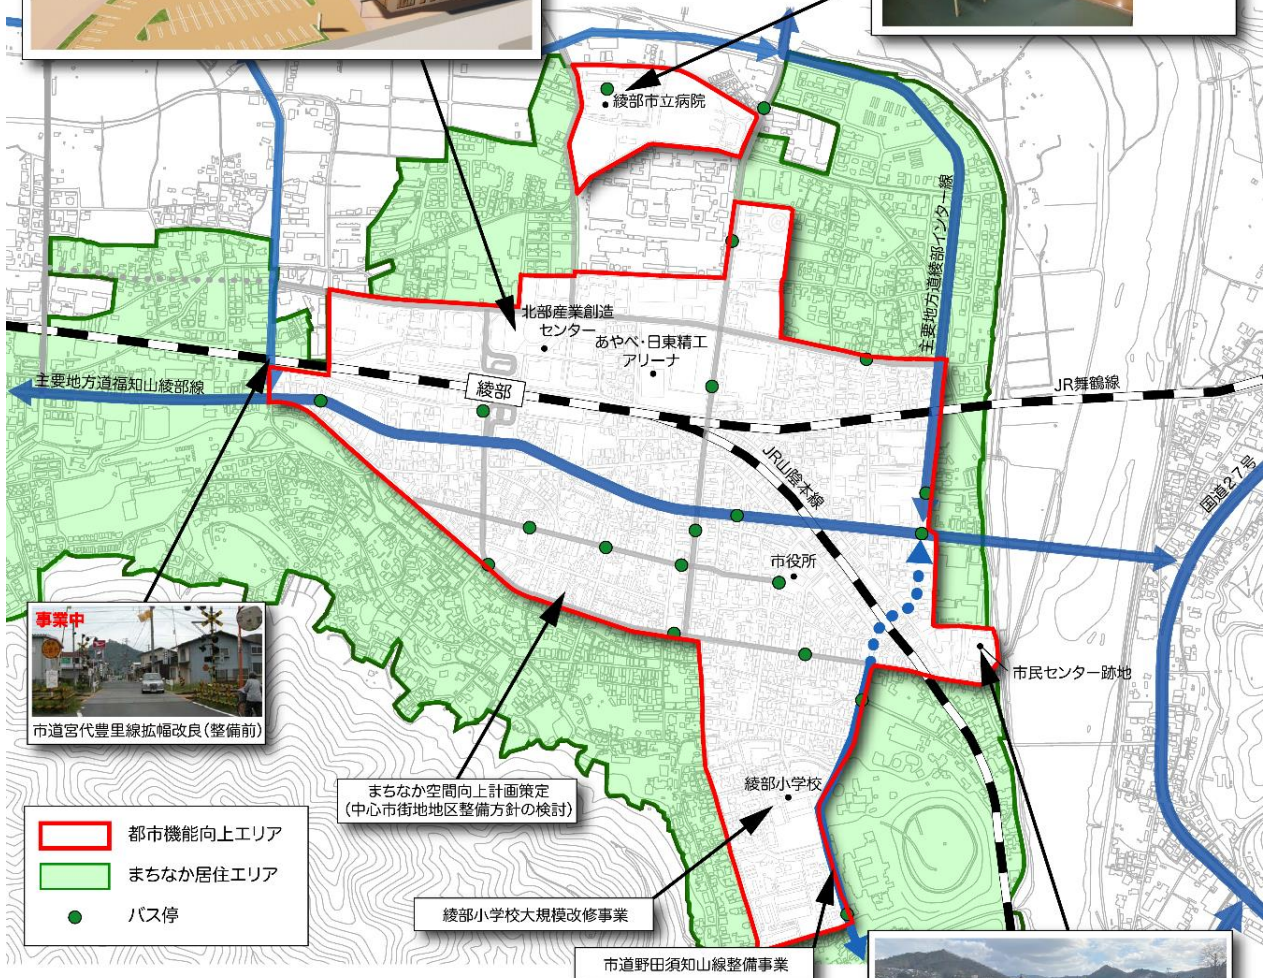 綾部市立病院
主要地方道綾部インター線
北部産業創造
センター
あやべ・日東精工
アリーナ
主要地方道福知山綾部線
綾部
JR舞鶴線
JR山陰本線
国道27号
市役所
市民センター跡地
事業中
市道宮代豊里線拡幅改良(整備前)
まちなか空間向上計画策定
(中心市街地地区整備方針の検討)
綾部小学校
都市機能向上エリア
まちなか居住エリア
バス停
綾部小学校大規模改修事業
市道野田須知山線整備事業